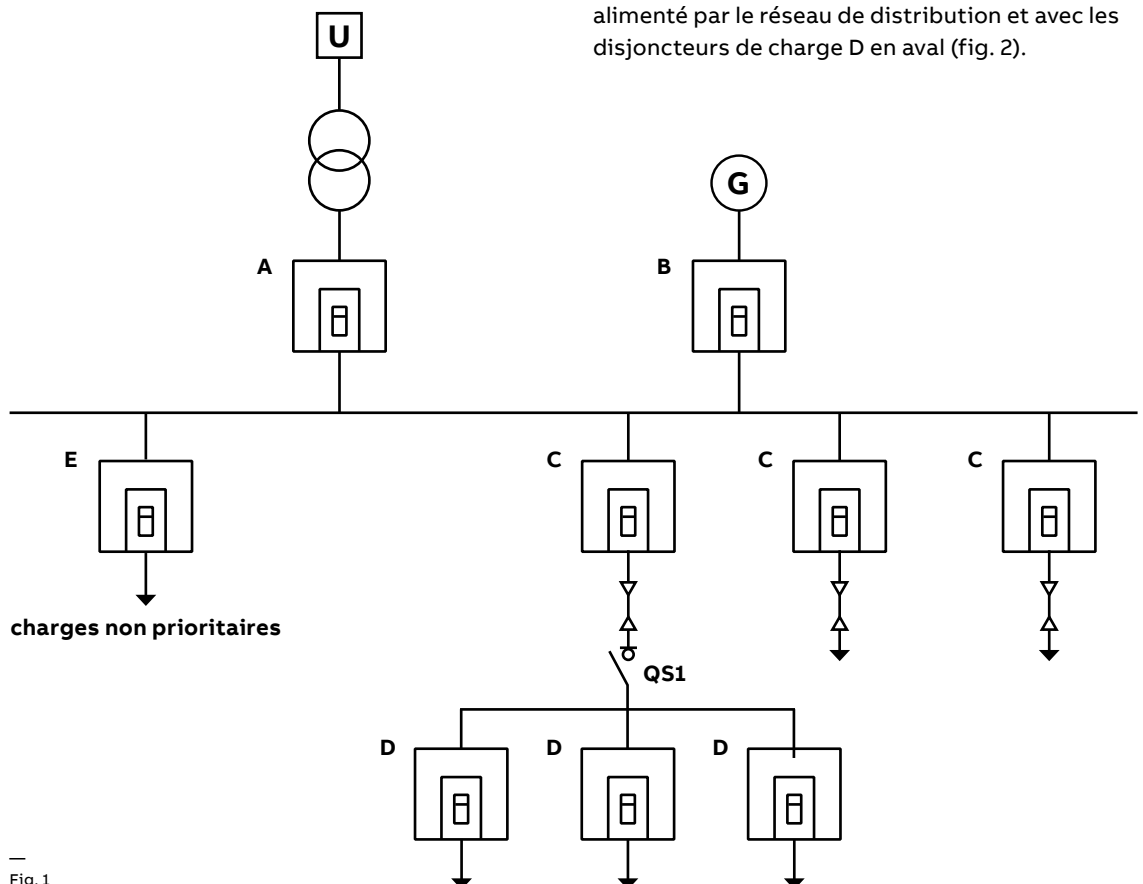 alimenté par le réseau de distribution et avec les
disjoncteurs de charge D en aval (fig. 2).
U
G
A
B
E
C
C
C
charges non prioritaires
QS1
D
D
D
—
Fig. 1